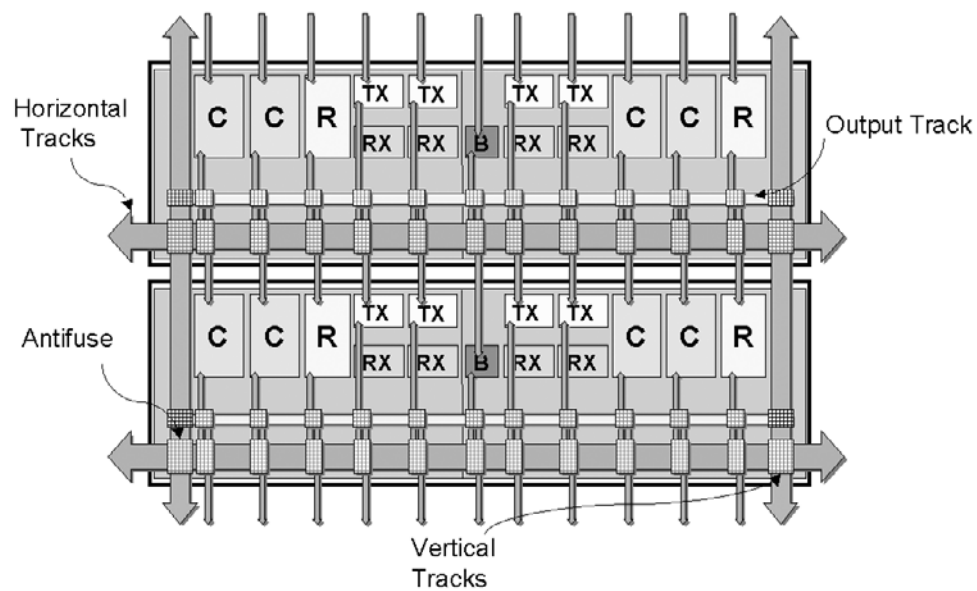 C C R TX TX TX TX C C R
RX RX B RX RX
Horizontal
Tracks
Output Track
C C R TX TX TX TX C C R
RX RX B RX RX
Antifuse
Vertical
Tracks